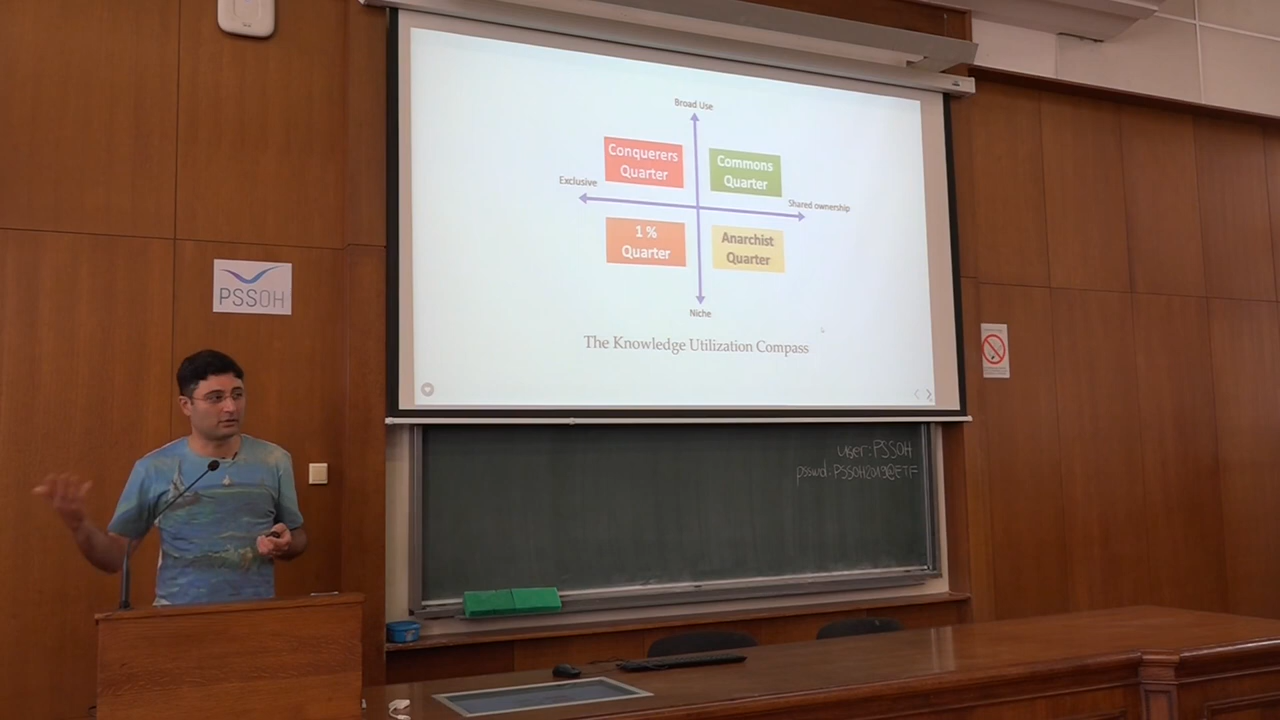 Broad Use
Conquerers
Quarter
Commons
Quarter
Exclusive
Shared ownership
1 %
Quarter
Anarchist
Quarter
Niche
The Knowledge Utilization Compass
PSSOH
user:PSSOH
psswd:PSSOH2019@ETF